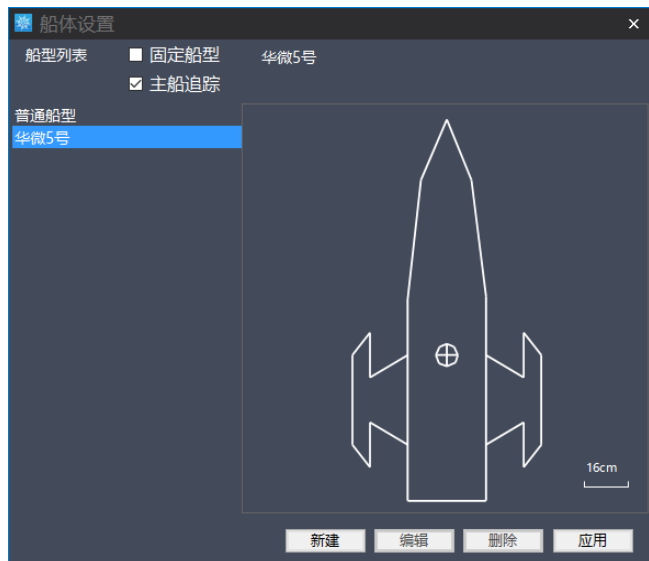 船体设置
船型列表
固定船型
华微5号
主船追踪
普通船型
华微5号
16cm
新建
编辑
删除
应用